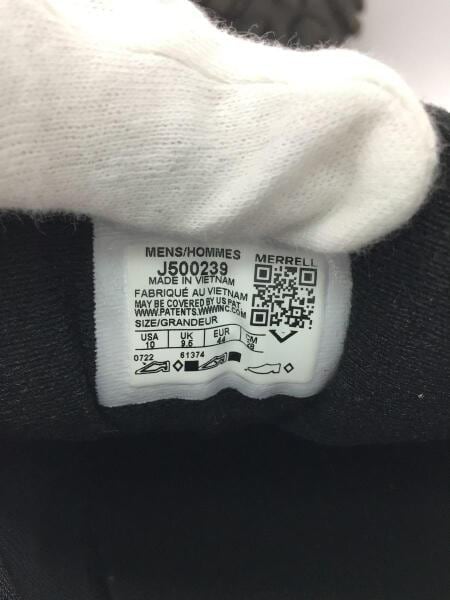 MENS/HOMMES MERRELL
J500239
MADE IN VIETNAM
FABRIQUÉ AU VIETNAM
MAY BE COVERED BY US PAT.
WWW.PATENTS.WWWINC.COM
SIZE/GRANDEUR
USA UK EUR CM
10 9.5 44 28
0722 61374